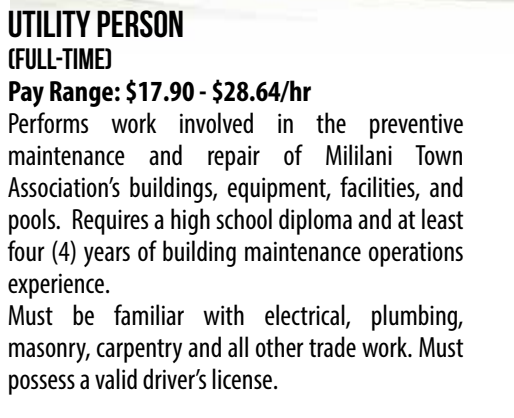 UTILITY PERSON
(FULL-TIME)
Pay Range: $17.90 - $28.64/hr
Performs work involved in the preventive
maintenance and repair of Mililani Town
Association's buildings, equipment, facilities, and
pools. Requires a high school diploma and at least
four (4) years of building maintenance operations
experience.
Must be familiar with electrical, plumbing,
masonry, carpentry and all other trade work. Must
possess a valid driver's license.